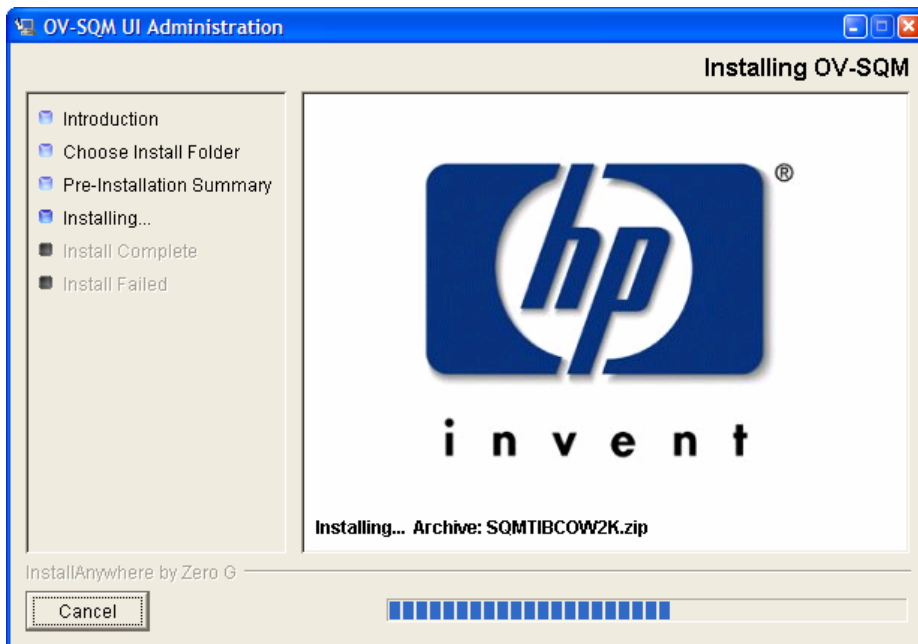 OV-SQM UI Administration
Installing OV-SQM
Introduction
Choose Install Folder
Pre-Installation Summary
Installing...
Install Complete
Install Failed
hp
®
invent
Installing... Archive: SQMTIBCOW2K.zip
InstallAnywhere by Zero G
Cancel